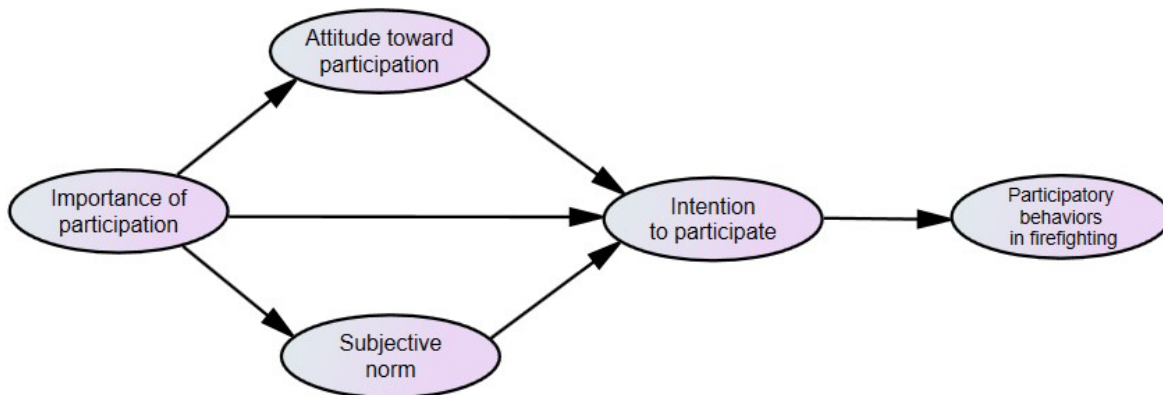 Attitude toward
participation
Importance of
participation
Intention
to participate
Participatory
behaviors
in firefighting
Subjective
norm